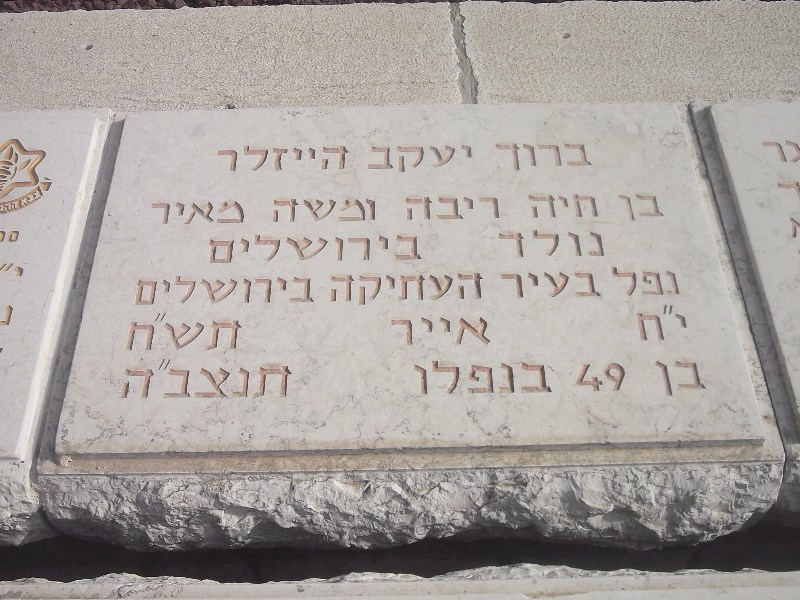 ברוך יעקב הייזלר
בן חיה ריבה ומשה מאיר
נולד בירושלים
נפל בעיר העתיקה בירושלים
י"ח אייר תש"ח
בן 49 בנפלו תנצב"ה